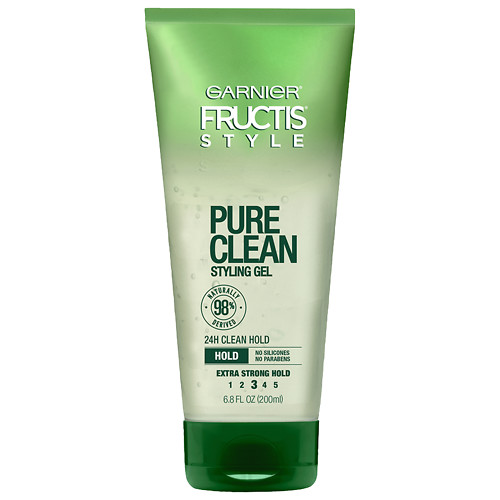 GARNIER®
FRUCTIS®
STYLE
PURE
CLEAN
STYLING GEL
NATURALLY
98%
DERIVED
24H CLEAN HOLD
HOLD
NO SILICONES
NO PARABENS
EXTRA STRONG HOLD
1 2 3 4 5
6.8 FL OZ (200ml)